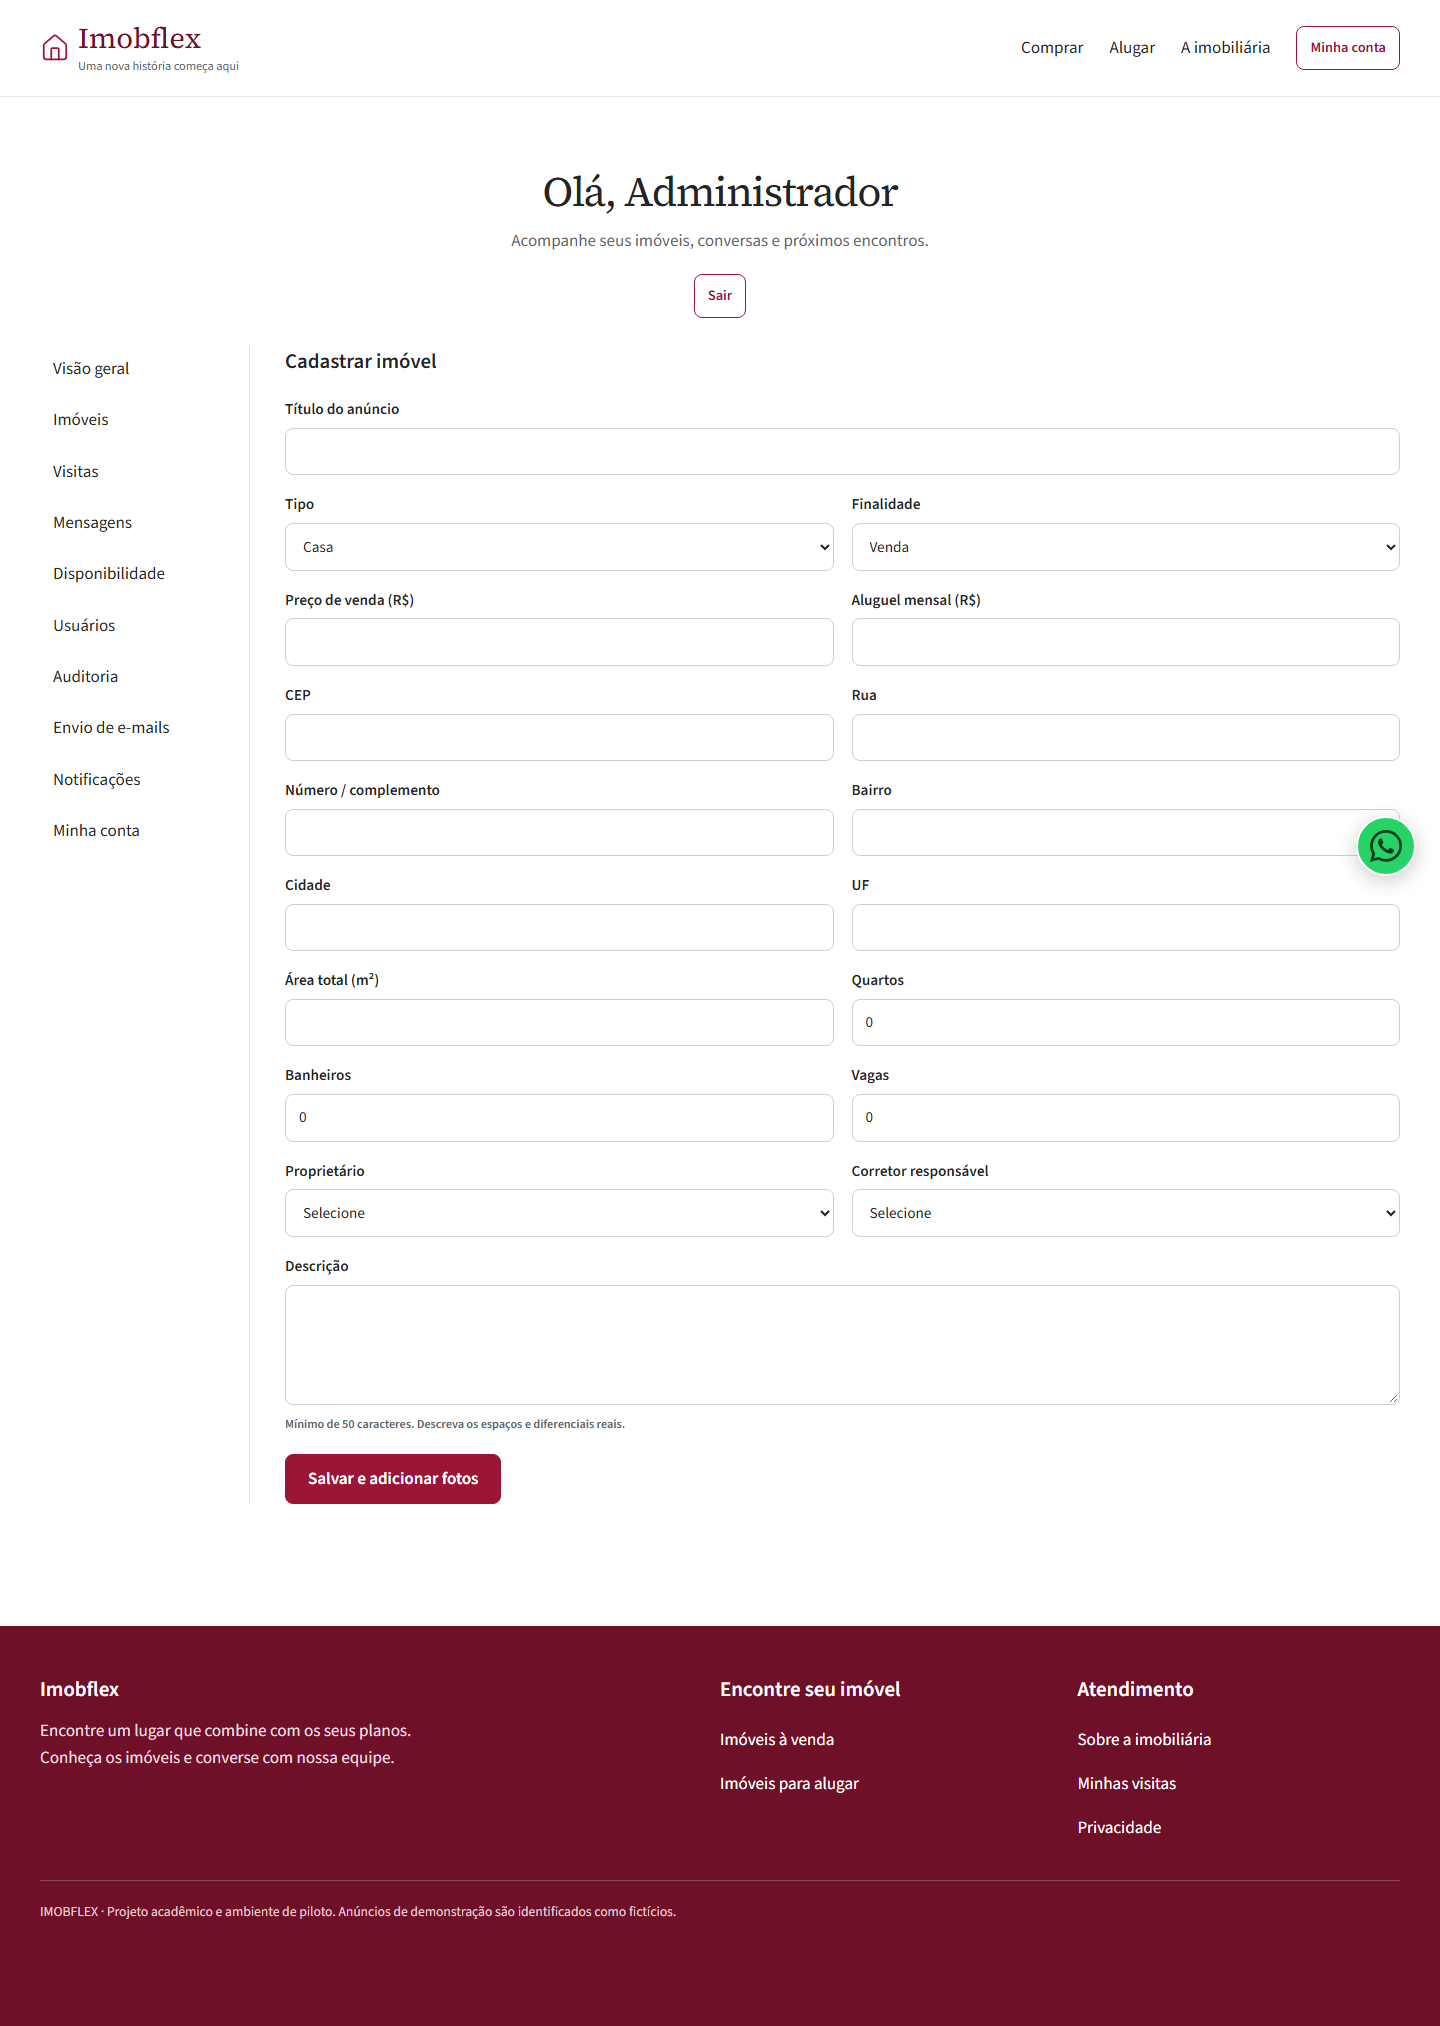 Imobflex
Uma nova história começa aqui
Comprar
Alugar
A imobiliária
Minha conta
Olá, Administrador
Acompanhe seus imóveis, conversas e próximos encontros.
Sair
Visão geral
Imóveis
Visitas
Mensagens
Disponibilidade
Usuários
Auditoria
Envio de e-mails
Notificações
Minha conta
Cadastrar imóvel
Título do anúncio
Tipo
Finalidade
Casa
Venda
Preço de venda (R$)
Aluguel mensal (R$)
CEP
Rua
Número / complemento
Bairro
Cidade
UF
Área total (m²)
Quartos
0
Banheiros
Vagas
0
0
Proprietário
Corretor responsável
Selecione
Selecione
Descrição
Mínimo de 50 caracteres. Descreva os espaços e diferenciais reais.
Salvar e adicionar fotos
Imobflex
Encontre um lugar que combine com os seus planos.
Conheça os imóveis e converse com nossa equipe.
Encontre seu imóvel
Imóveis à venda
Imóveis para alugar
Atendimento
Sobre a imobiliária
Minhas visitas
Privacidade
IMOBFLEX · Projeto acadêmico e ambiente de piloto. Anúncios de demonstração são identificados como fictícios.